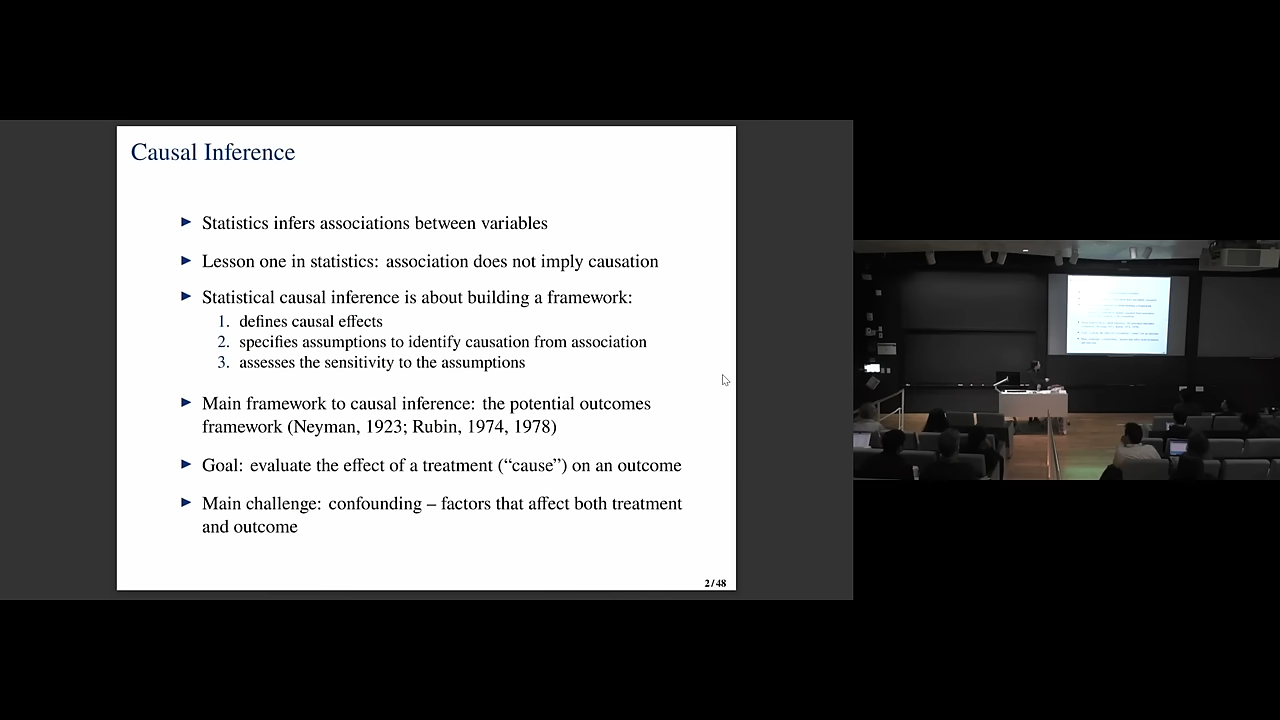 Causal Inference
► Statistics infers associations between variables
► Lesson one in statistics: association does not imply causation
► Statistical causal inference is about building a framework:
1. defines causal effects
2. specifies assumptions to identify causation from association
3. assesses the sensitivity to the assumptions
► Main framework to causal inference: the potential outcomes
framework (Neyman, 1923; Rubin, 1974, 1978)
► Goal: evaluate the effect of a treatment (“cause”) on an outcome
► Main challenge: confounding – factors that affect both treatment
and outcome
2 / 48